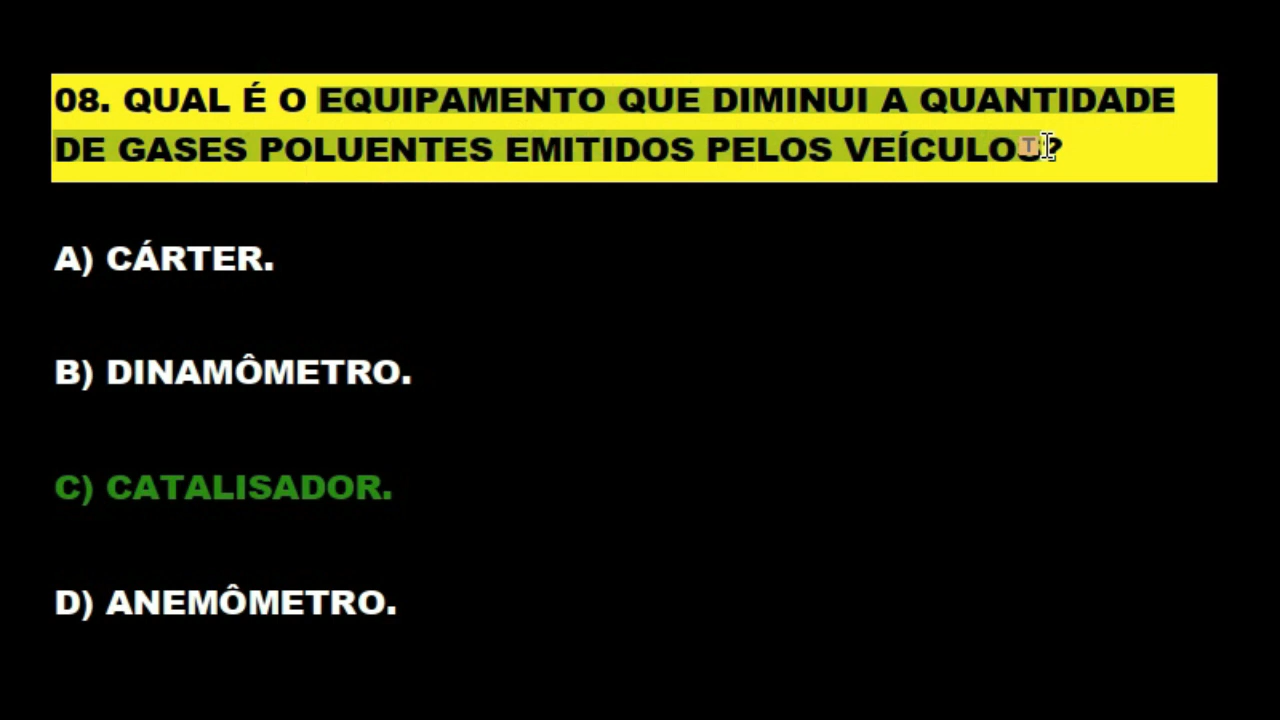 08. QUAL É O EQUIPAMENTO QUE DIMINUI A QUANTIDADE
DE GASES POLUENTES EMITIDOS PELOS VEÍCULOS?
A) CÁRTER.
B) DINAMÔMETRO.
C) CATALISADOR.
D) ANEMÔMETRO.